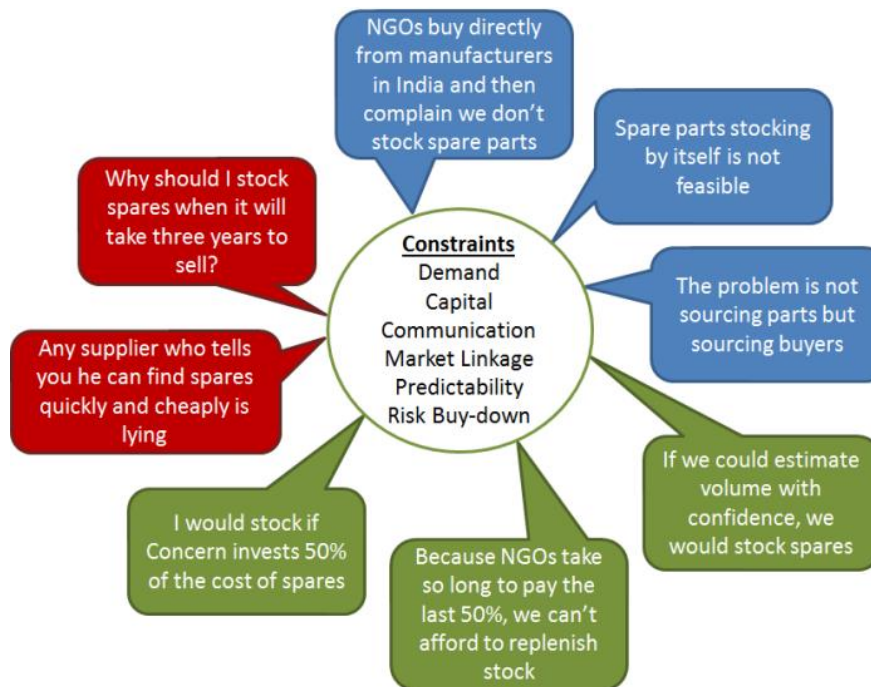 NGOs buy directly
from manufacturers
in India and then
complain we don't
stock spare parts
Spare parts stocking
by itself is not
feasible
Why should I stock
spares when it will
take three years to
sell?
Constraints
Demand
Capital
Communication
Market Linkage
Predictability
Risk Buy-down
The problem is not
sourcing parts but
sourcing buyers
Any supplier who tells
you he can find spares
quickly and cheaply is
lying
If we could estimate
volume with
confidence, we
would stock spares
I would stock if
Concern invests 50%
of the cost of spares
Because NGOs take
so long to pay the
last 50%, we can't
afford to replenish
stock